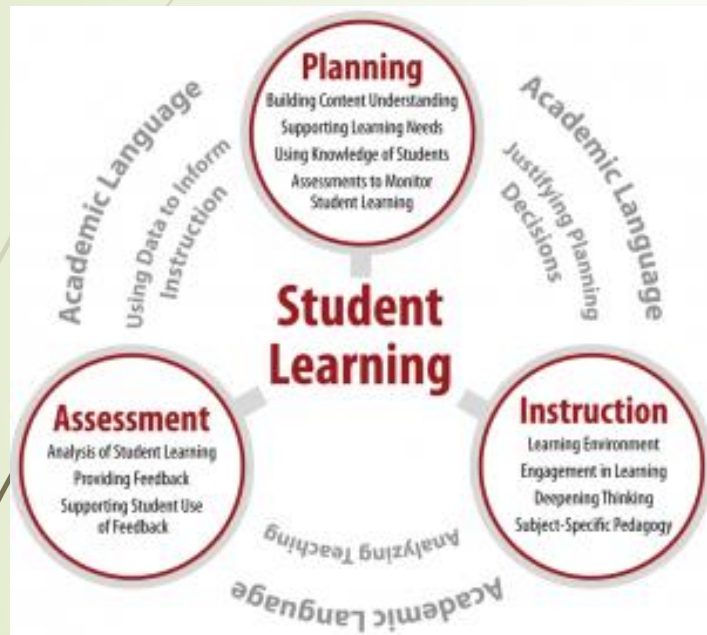 Planning
Building Content Understanding
Supporting Learning Needs
Using Knowledge of Students
Assessments to Monitor
Student Learning
Academic Language
Using Data to Inform
Instruction
Academic Language
Justifying Planning
Decisions
Student
Learning
Assessment
Analysis of Student Learning
Providing Feedback
Supporting Student Use
of Feedback
Instruction
Learning Environment
Engagement in Learning
Deepening Thinking
Subject-Specific Pedagogy
Analyzing Teaching
Academic Language